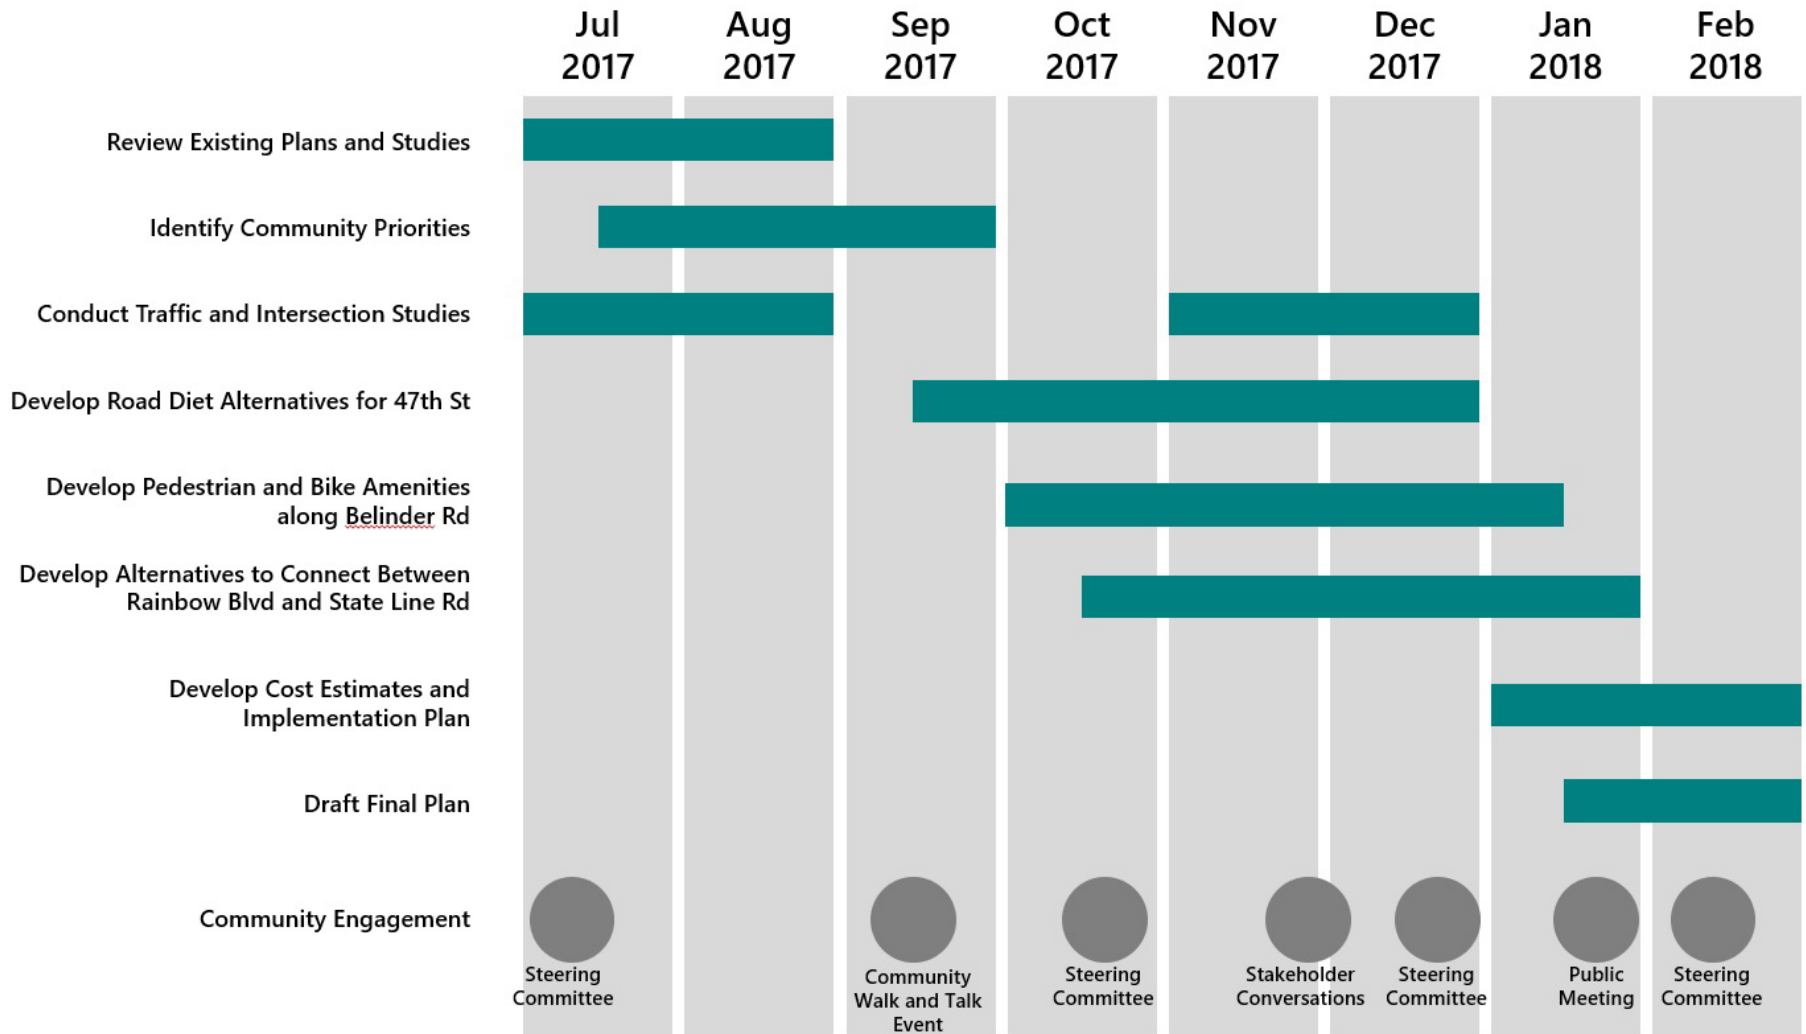 Jul Aug Sep Oct Nov Dec Jan Feb
2017 2017 2017 2017 2017 2017 2018 2018
Review Existing Plans and Studies
Identify Community Priorities
Conduct Traffic and Intersection Studies
Develop Road Diet Alternatives for 47th St
Develop Pedestrian and Bike Amenities
along Belinder Rd
Develop Alternatives to Connect Between
Rainbow Blvd and State Line Rd
Develop Cost Estimates and
Implementation Plan
Draft Final Plan
Community Engagement
Steering
Committee
Community
Walk and Talk
Event
Steering
Committee
Stakeholder
Conversations
Steering
Committee
Public
Meeting
Steering
Committee